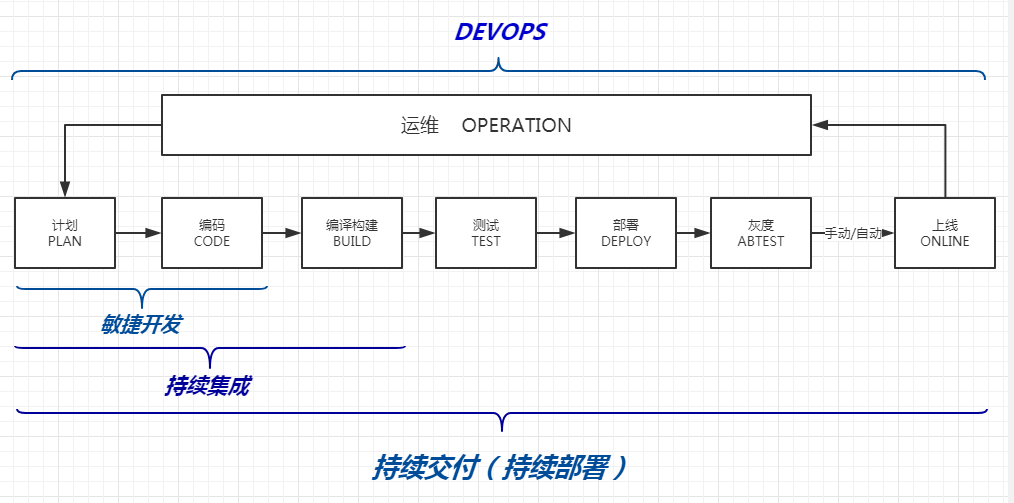 DEVOPS
运维 OPERATION
计划
PLAN
编码
CODE
编译构建
BUILD
测试
TEST
部署
DEPLOY
灰度
ABTEST
手动/自动
上线
ONLINE
敏捷开发
持续集成
持续交付（持续部署）